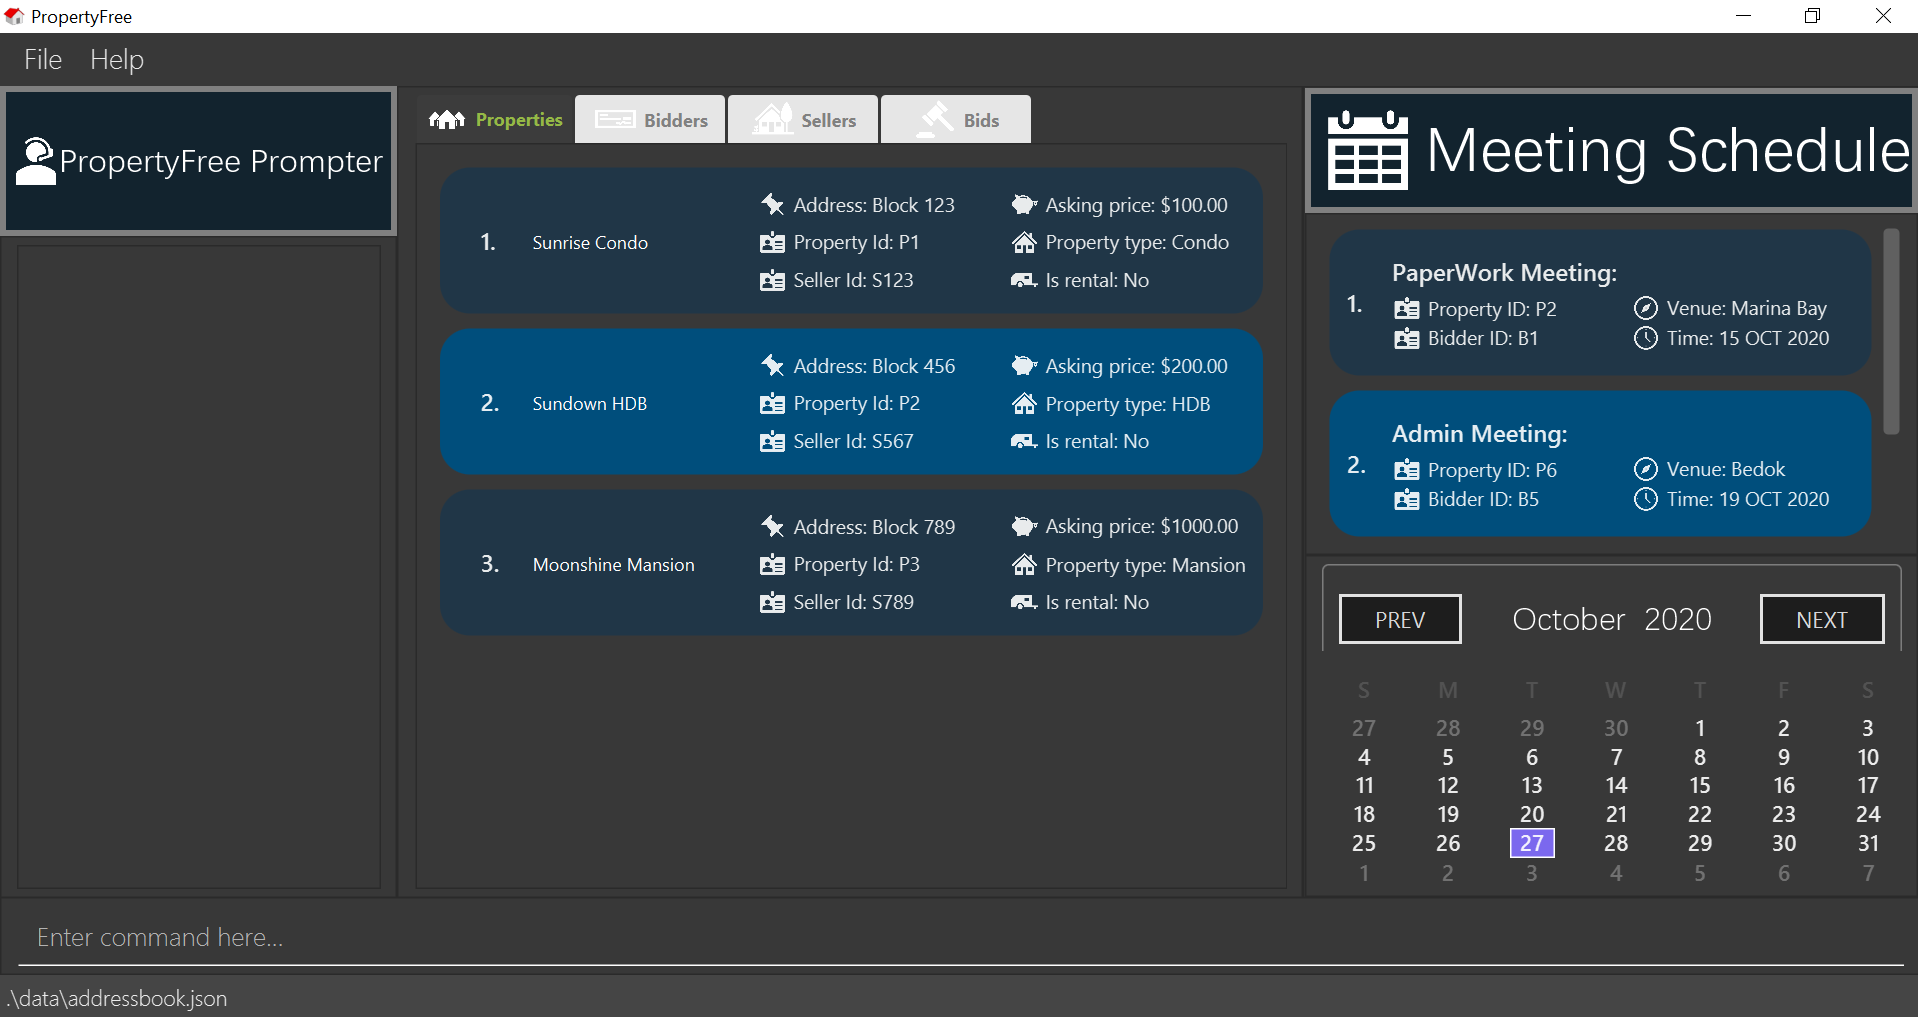 PropertyFree
File Help
PropertyFree Prompter
Properties Bidders Sellers Bids
1. Sunrise Condo
Address: Block 123 Asking price: $100.00
Property Id: P1 Property type: Condo
Seller Id: S123 Is rental: No
2. Sundown HDB
Address: Block 456 Asking price: $200.00
Property Id: P2 Property type: HDB
Seller Id: S567 Is rental: No
3. Moonshine Mansion
Address: Block 789 Asking price: $1000.00
Property Id: P3 Property type: Mansion
Seller Id: S789 Is rental: No
Meeting Schedule
1. PaperWork Meeting:
Property ID: P2 Venue: Marina Bay
Bidder ID: B1 Time: 15 OCT 2020
2. Admin Meeting:
Property ID: P6 Venue: Bedok
Bidder ID: B5 Time: 19 OCT 2020
PREV October 2020 NEXT
S M T W T F S
27 28 29 30 1 2 3
4 5 6 7 8 9 10
11 12 13 14 15 16 17
18 19 20 21 22 23 24
25 26 27 28 29 30 31
1 2 3 4 5 6 7
Enter command here...
.\data\addressbook.json